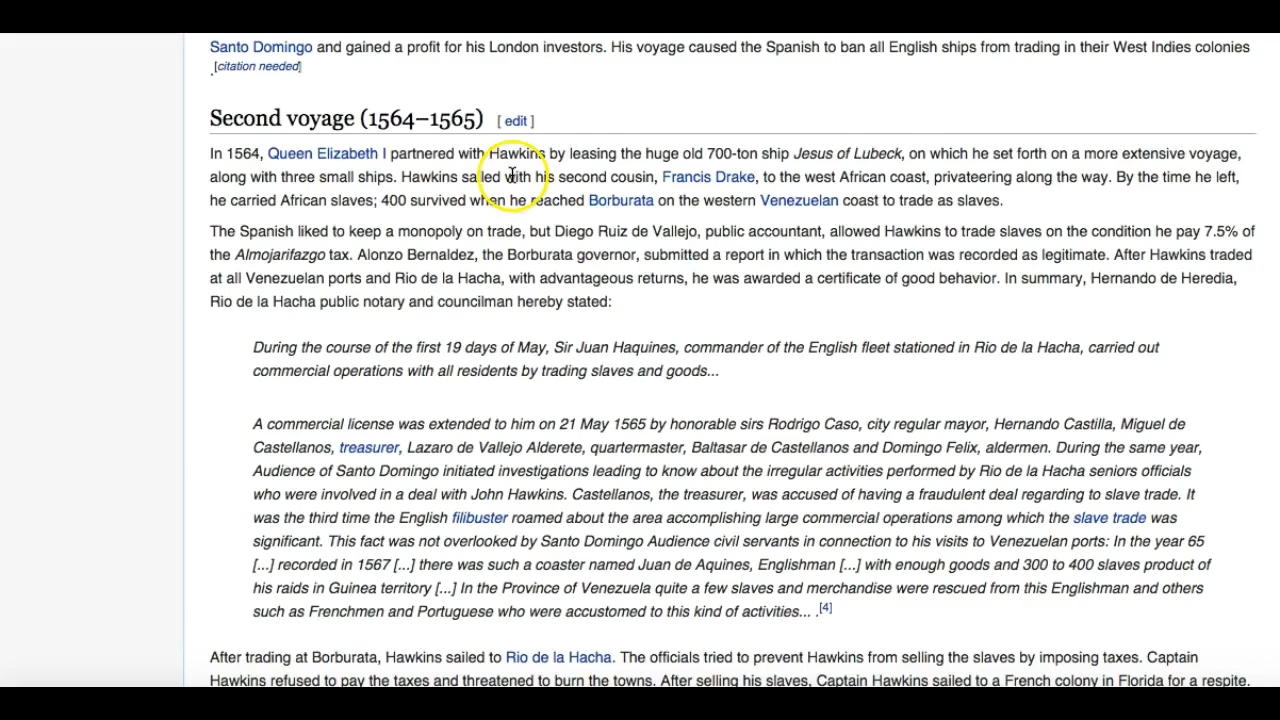 Santo Domingo and gained a profit for his London investors. His voyage caused the Spanish to ban all English ships from trading in their West Indies colonies
.[citation needed]
Second voyage (1564–1565) [ edit ]
In 1564, Queen Elizabeth I partnered with Hawkins by leasing the huge old 700-ton ship Jesus of Lubeck, on which he set forth on a more extensive voyage,
along with three small ships. Hawkins sailed with his second cousin, Francis Drake, to the west African coast, privateering along the way. By the time he left,
he carried African slaves; 400 survived when he reached Borburata on the western Venezuelan coast to trade as slaves.
The Spanish liked to keep a monopoly on trade, but Diego Ruiz de Vallejo, public accountant, allowed Hawkins to trade slaves on the condition he pay 7.5% of
the Almojarifazgo tax. Alonzo Bernaldez, the Borburata governor, submitted a report in which the transaction was recorded as legitimate. After Hawkins traded
at all Venezuelan ports and Rio de la Hacha, with advantageous returns, he was awarded a certificate of good behavior. In summary, Hernando de Heredia,
Rio de la Hacha public notary and councilman hereby stated:
During the course of the first 19 days of May, Sir Juan Haquines, commander of the English fleet stationed in Rio de la Hacha, carried out
commercial operations with all residents by trading slaves and goods...
A commercial license was extended to him on 21 May 1565 by honorable sirs Rodrigo Caso, city regular mayor, Hernando Castilla, Miguel de
Castellanos, treasurer, Lazaro de Vallejo Alderete, quartermaster, Baltasar de Castellanos and Domingo Felix, aldermen. During the same year,
Audience of Santo Domingo initiated investigations leading to know about the irregular activities performed by Rio de la Hacha seniors officials
who were involved in a deal with John Hawkins. Castellanos, the treasurer, was accused of having a fraudulent deal regarding to slave trade. It
was the third time the English filibuster roamed about the area accomplishing large commercial operations among which the slave trade was
significant. This fact was not overlooked by Santo Domingo Audience civil servants in connection to his visits to Venezuelan ports: In the year 65
[...] recorded in 1567 [...] there was such a coaster named Juan de Aquines, Englishman [...] with enough goods and 300 to 400 slaves product of
his raids in Guinea territory [...] In the Province of Venezuela quite a few slaves and merchandise were rescued from this Englishman and others
such as Frenchmen and Portuguese who were accustomed to this kind of activities... .[4]
After trading at Borburata, Hawkins sailed to Rio de la Hacha. The officials tried to prevent Hawkins from selling the slaves by imposing taxes. Captain
Hawkins refused to pay the taxes and threatened to burn the towns. After selling his slaves, Captain Hawkins sailed to a French colony in Florida for a respite.